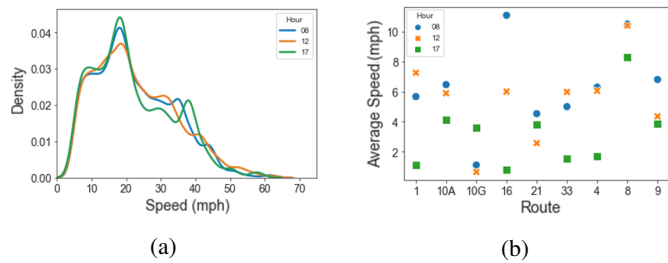 Hour
08
12
17
0.04
0.03
0.02
0.01
0.00
Density
0 10 20 30 40 50 60 70
Speed (mph)
(a)
Hour
08
12
17
10
8
6
4
2
Average Speed (mph)
1 10A 10G 16 21 33 4 8 9
Route
(b)